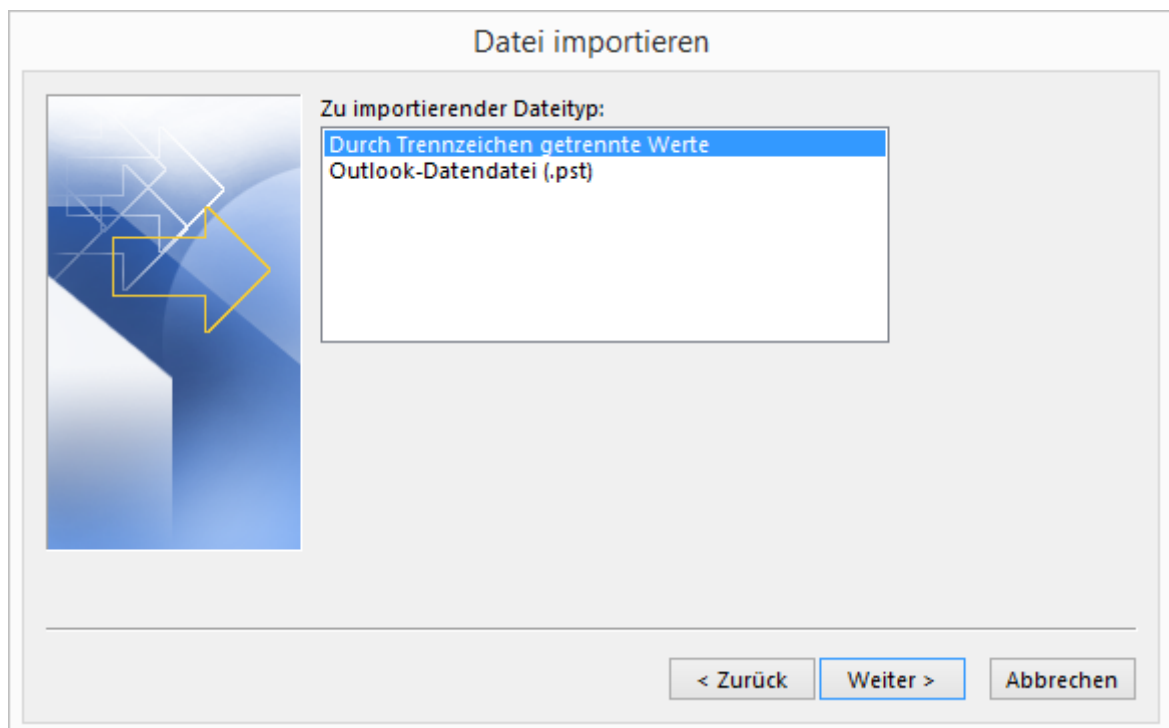 Datei importieren
Zu importierender Dateityp:
Durch Trennzeichen getrennte Werte
Outlook-Datendatei (.pst)
< Zurück
Weiter >
Abbrechen